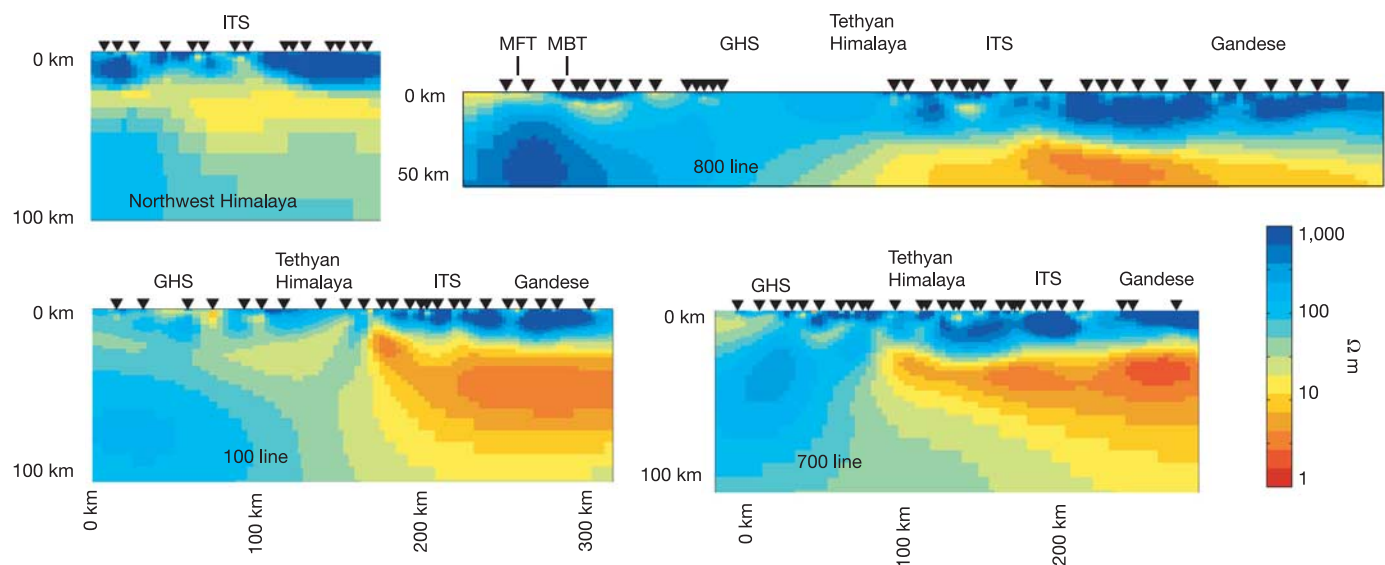 ITS
0 km
100 km
Northwest Himalaya
MFT
MBT
GHS
Tethyan
Himalaya
ITS
Gandese
0 km
50 km
800 line
GHS
Tethyan
Himalaya
ITS
Gandese
0 km
100 km
100 line
0 km
100 km
200 km
300 km
GHS
Tethyan
Himalaya
ITS
Gandese
0 km
100 km
700 line
0 km
100 km
200 km
1,000
100
10
1
Ω m